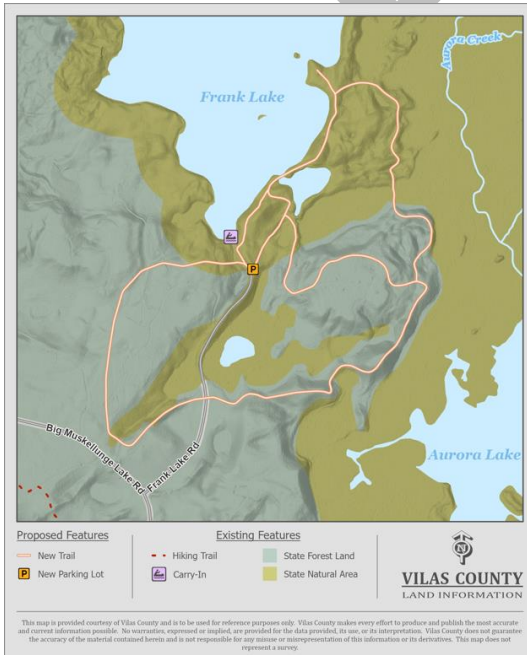 Frank Lake
Aurora Creek
P
Big Muskellunge Lake Rd
Frank Lake Rd
Aurora Lake
Proposed Features
New Trail
P New Parking Lot
Existing Features
Hiking Trail
Carry-In
State Forest Land
State Natural Area
N
VILAS COUNTY
LAND INFORMATION
This map is provided courtesy of Vilas County and is to be used for reference purposes only. Vilas County makes every effort to produce and publish the most accurate
and current information possible. No warranties, expressed or implied, are provided for the data provided, its use, or its interpretation. Vilas County does not guarantee
the accuracy of the material contained herein and is not responsible for any misuse or misrepresentation of this information or its derivatives. This map does not
represent a survey.